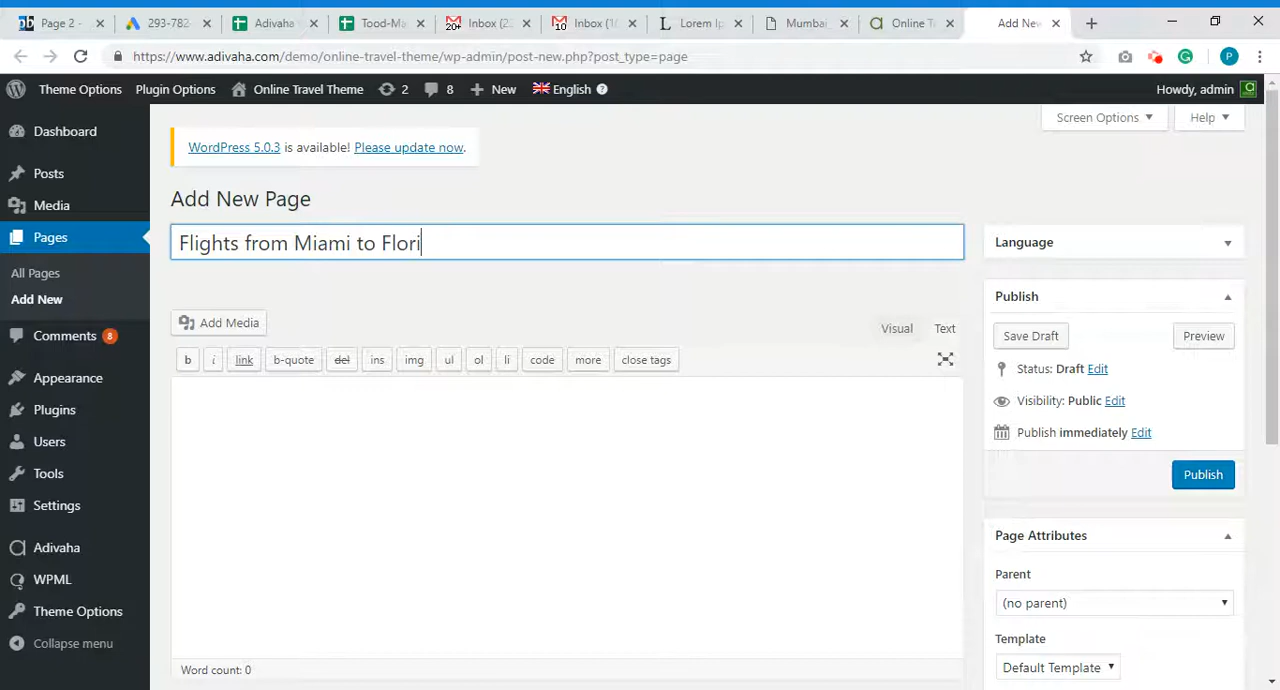 Page 2 -
293-782-
Adivaha
Tood-Ma
Inbox (2
Inbox (1
Lorem Ip
Mumbai
Online T
Add New
https://www.adivaha.com/demo/online-travel-theme/wp-admin/post-new.php?post_type=page
Theme Options Plugin Options Online Travel Theme 2 8 New English Howdy, admin
Screen Options Help
WordPress 5.0.3 is available! Please update now.
Dashboard
Posts
Media
Pages
All Pages
Add New
Comments 8
Appearance
Plugins
Users
Tools
Settings
Adivaha
WPML
Theme Options
Collapse menu
Add New Page
Flights from Miami to Flori
Add Media
Visual Text
b i link b-quote del ins img ul ol li code more close tags
Word count: 0
Language
Publish
Save Draft Preview
Status: Draft Edit
Visibility: Public Edit
Publish immediately Edit
Publish
Page Attributes
Parent
(no parent)
Template
Default Template